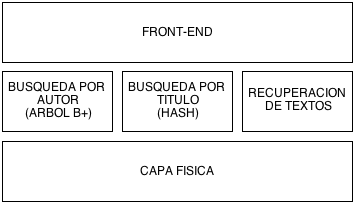 FRONT-END
BUSQUEDA POR
AUTOR
(ARBOL B+)
BUSQUEDA POR
TITULO
(HASH)
RECUPERACION
DE TEXTOS
CAPA FISICA